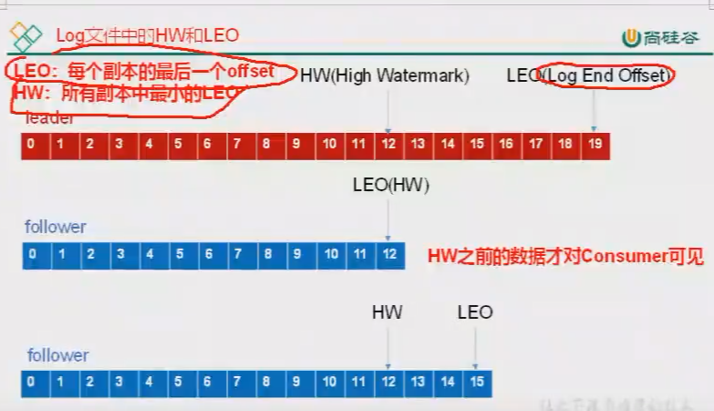 Log文件中的HW和LEO
尚硅谷
LEO：每个副本的最后一个offset
HW：所有副本中最小的LEO
HW(High Watermark)
LEO(Log End Offset)
leader
0 1 2 3 4 5 6 7 8 9 10 11 12 13 14 15 16 17 18 19
LEO(HW)
follower
0 1 2 3 4 5 6 7 8 9 10 11 12
HW之前的数据才对Consumer可见
HW
LEO
follower
0 1 2 3 4 5 6 7 8 9 10 11 12 13 14 15